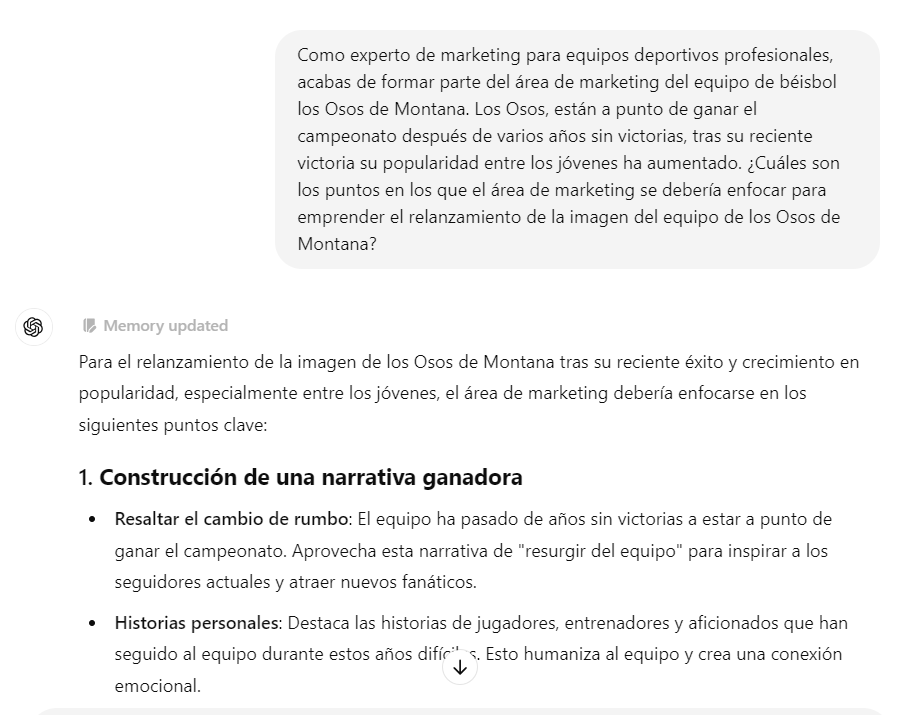 Como experto de marketing para equipos deportivos profesionales,
acabas de formar parte del área de marketing del equipo de béisbol
los Osos de Montana. Los Osos, están a punto de ganar el
campeonato después de varios años sin victorias, tras su reciente
victoria su popularidad entre los jóvenes ha aumentado. ¿Cuáles son
los puntos en los que el área de marketing se debería enfocar para
emprender el relanzamiento de la imagen del equipo de los Osos de
Montana?
Memory updated
Para el relanzamiento de la imagen de los Osos de Montana tras su reciente éxito y crecimiento en
popularidad, especialmente entre los jóvenes, el área de marketing debería enfocarse en los
siguientes puntos clave:
1. Construcción de una narrativa ganadora
• Resaltar el cambio de rumbo: El equipo ha pasado de años sin victorias a estar a punto de
ganar el campeonato. Aprovecha esta narrativa de "resurgir del equipo" para inspirar a los
seguidores actuales y atraer nuevos fanáticos.
• Historias personales: Destaca las historias de jugadores, entrenadores y aficionados que han
seguido al equipo durante estos años difíciles. Esto humaniza al equipo y crea una conexión
emocional.